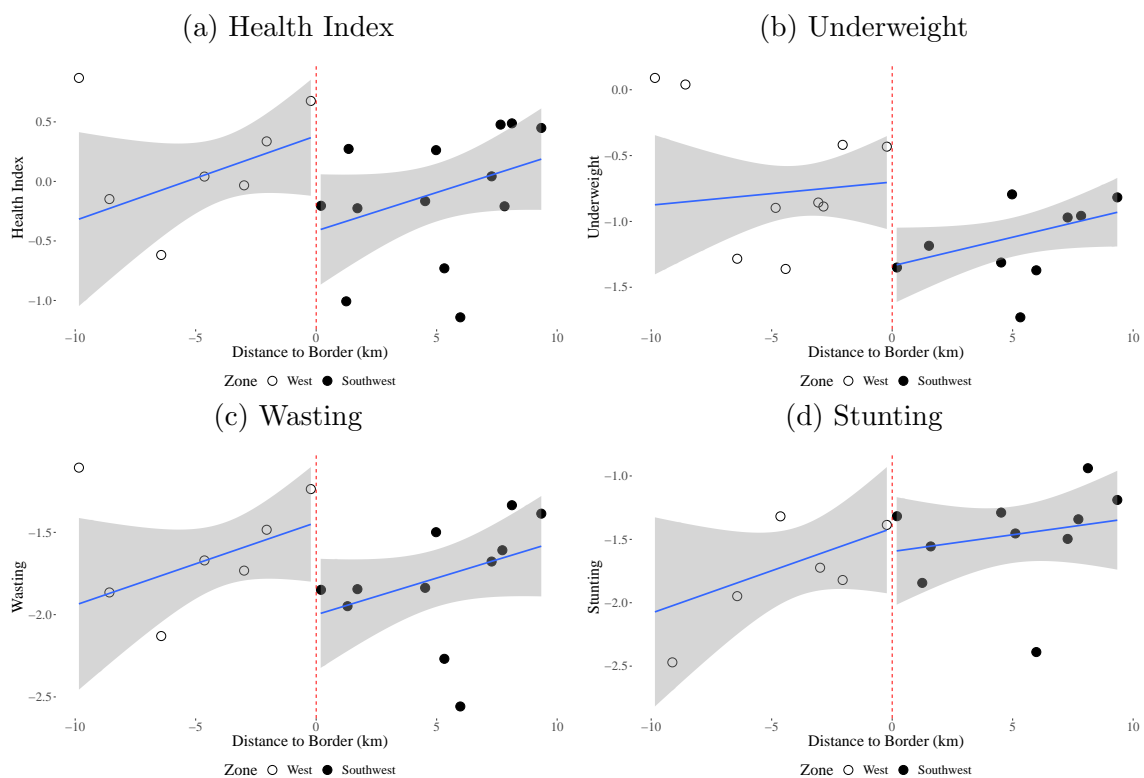 (a) Health Index
Health Index
0.5
0.0
−0.5
−1.0
−10 −5 0 5 10
Distance to Border (km)
Zone West Southwest
(b) Underweight
Underweight
0.0
−0.5
−1.0
−1.5
−10 −5 0 5 10
Distance to Border (km)
Zone West Southwest
(c) Wasting
Wasting
−1.5
−2.0
−2.5
−10 −5 0 5 10
Distance to Border (km)
Zone West Southwest
(d) Stunting
Stunting
−1.0
−1.5
−2.0
−2.5
−10 −5 0 5 10
Distance to Border (km)
Zone West Southwest